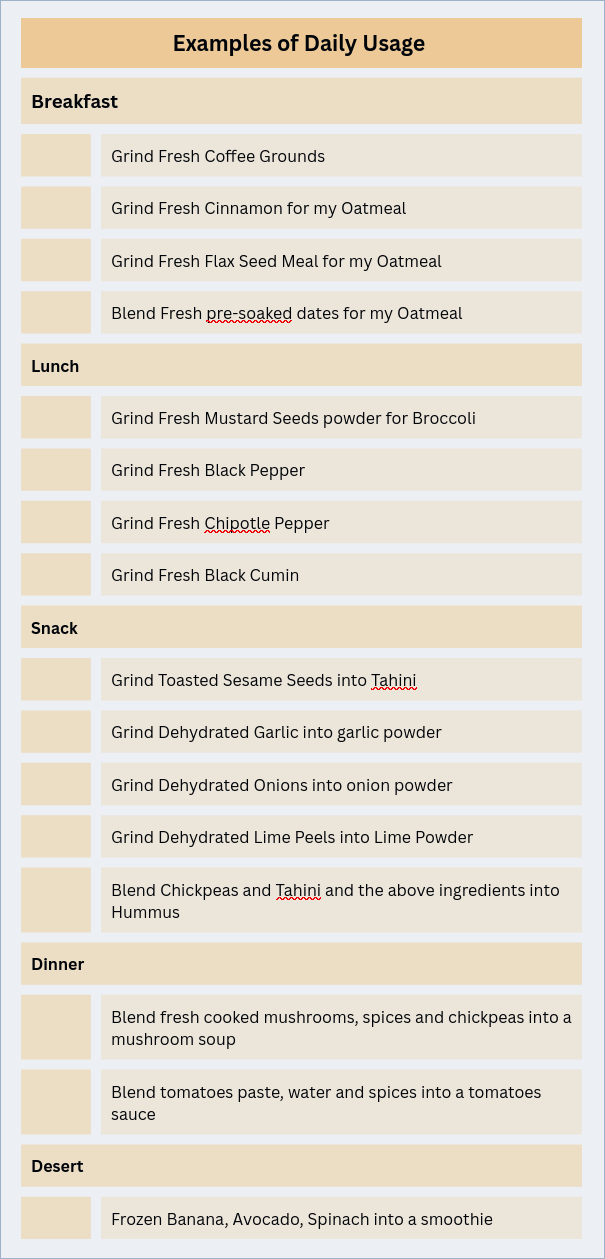 Examples of Daily Usage
Breakfast
Grind Fresh Coffee Grounds
Grind Fresh Cinnamon for my Oatmeal
Grind Fresh Flax Seed Meal for my Oatmeal
Blend Fresh pre-soaked dates for my Oatmeal
Lunch
Grind Fresh Mustard Seeds powder for Broccoli
Grind Fresh Black Pepper
Grind Fresh Chipotle Pepper
Grind Fresh Black Cumin
Snack
Grind Toasted Sesame Seeds into Tahini
Grind Dehydrated Garlic into garlic powder
Grind Dehydrated Onions into onion powder
Grind Dehydrated Lime Peels into Lime Powder
Blend Chickpeas and Tahini and the above ingredients into
Hummus
Dinner
Blend fresh cooked mushrooms, spices and chickpeas into a
mushroom soup
Blend tomatoes paste, water and spices into a tomatoes
sauce
Desert
Frozen Banana, Avocado, Spinach into a smoothie